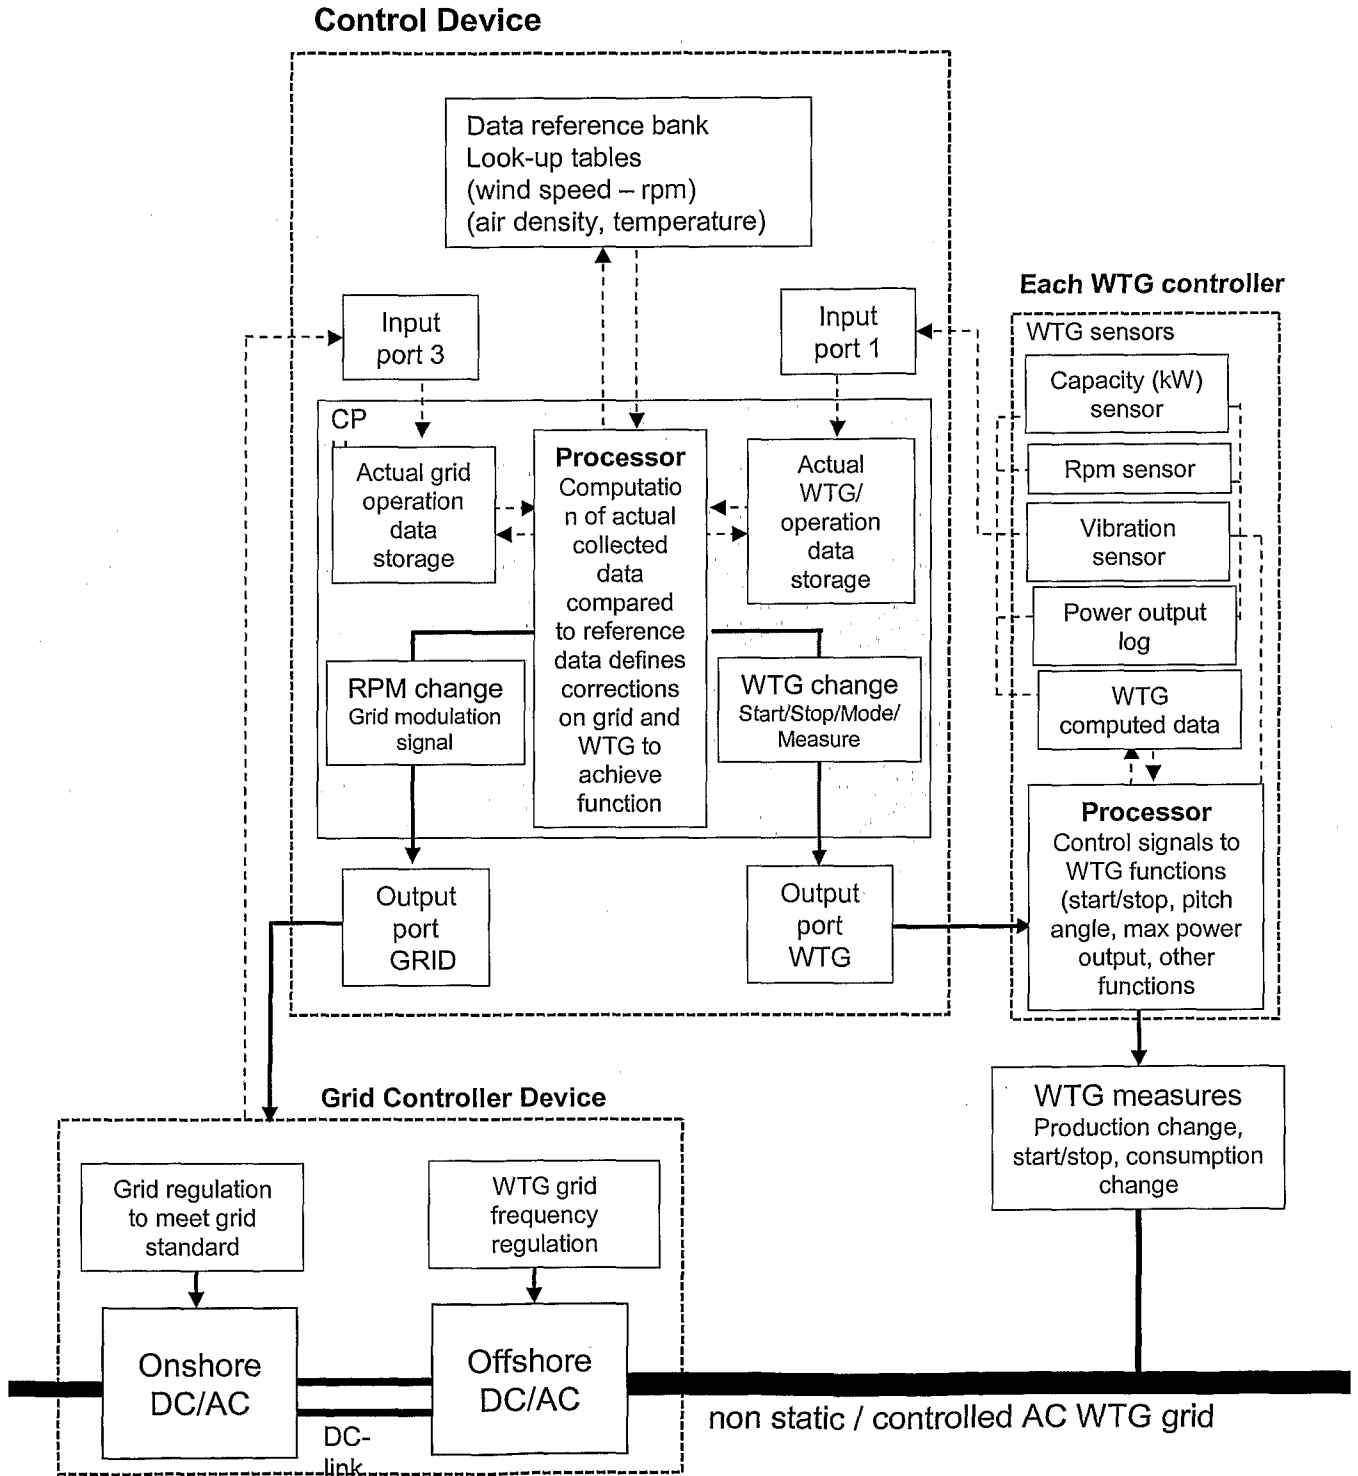 Control Device
Data reference bank
Look-up tables
(wind speed – rpm)
(air density, temperature)
Input
port 3
Input
port 1
CP
Actual grid
operation
data
storage
Processor
Computatio
n of actual
collected
data
compared
to reference
data defines
corrections
on grid and
WTG to
achieve
function
Actual
WTG/
operation
data
storage
RPM change
Grid modulation
signal
WTG change
Start/Stop/Mode/
Measure
Output
port
GRID
Output
port
WTG
Each WTG controller
WTG sensors
Capacity (kW)
sensor
Rpm sensor
Vibration
sensor
Power output
log
WTG
computed data
Processor
Control signals to
WTG functions
(start/stop, pitch
angle, max power
output, other
functions
WTG measures
Production change,
start/stop, consumption
change
Grid Controller Device
Grid regulation
to meet grid
standard
WTG grid
frequency
regulation
Onshore
DC/AC
Offshore
DC/AC
DC-
link
non static / controlled AC WTG grid